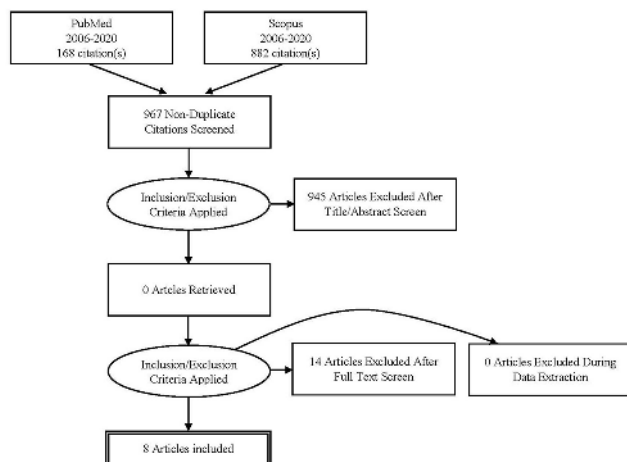 PubMed
2006-2020
168 citation(s)
Scopus
2006-2020
882 citation(s)
967 Non-Duplicate
Citations Screened
Inclusion/Exclusion
Criteria Applied
945 Articles Excluded After
Title/Abstract Screen
0 Articles Retrieved
Inclusion/Exclusion
Criteria Applied
14 Articles Excluded After
Full Text Screen
0 Articles Excluded During
Data Extraction
8 Articles included